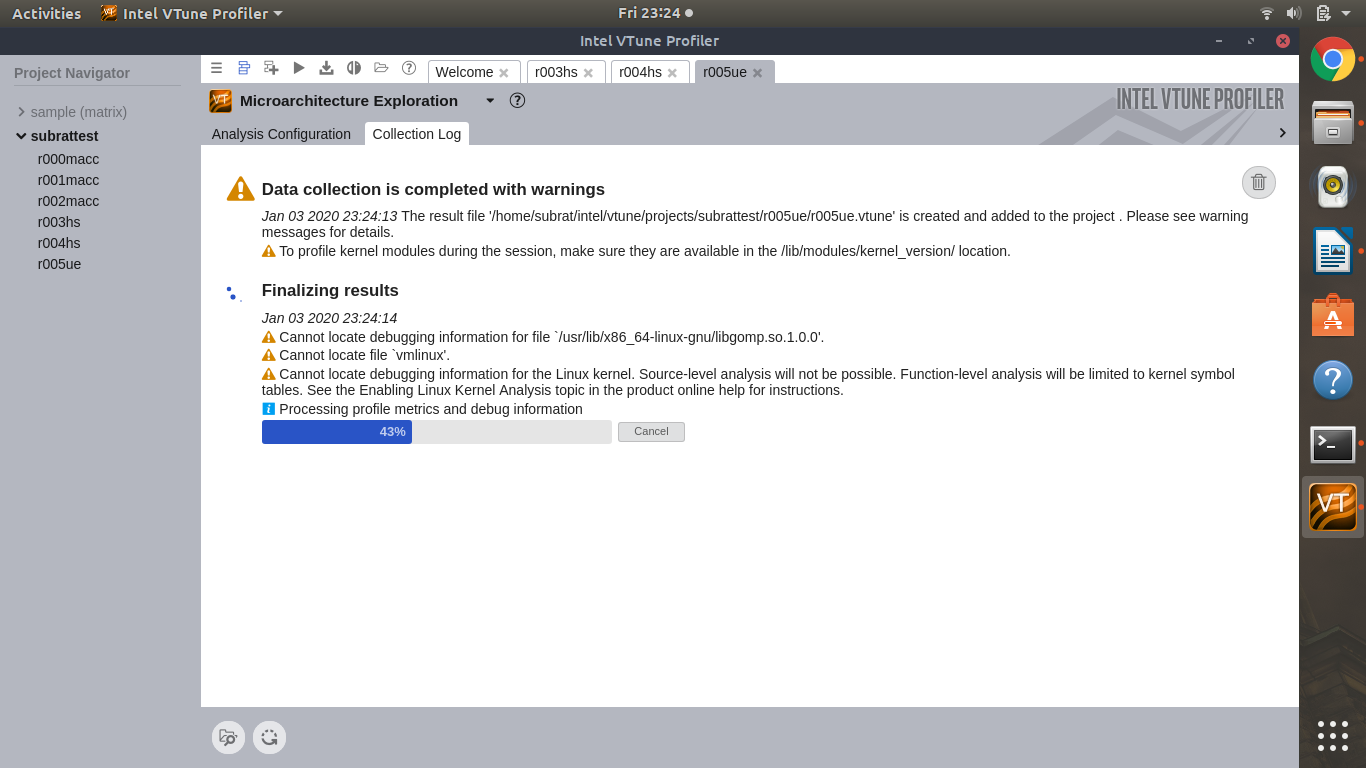 Activities Intel VTune Profiler Fri 23:24
Intel VTune Profiler
Project Navigator
sample (matrix)
subrattest
r000macc
r001macc
r002macc
r003hs
r004hs
r005ue
Welcome r003hs r004hs r005ue
VT Microarchitecture Exploration INTEL VTUNE PROFILER
Analysis Configuration Collection Log
Data collection is completed with warnings
Jan 03 2020 23:24:13 The result file '/home/subrat/intel/vtune/projects/subrattest/r005ue/r005ue.vtune' is created and added to the project . Please see warning
messages for details.
To profile kernel modules during the session, make sure they are available in the /lib/modules/kernel_version/ location.
Finalizing results
Jan 03 2020 23:24:14
Cannot locate debugging information for file `/usr/lib/x86_64-linux-gnu/libgomp.so.1.0.0'.
Cannot locate file `vmlinux'.
Cannot locate debugging information for the Linux kernel. Source-level analysis will not be possible. Function-level analysis will be limited to kernel symbol
tables. See the Enabling Linux Kernel Analysis topic in the product online help for instructions.
Processing profile metrics and debug information
43% Cancel
VT